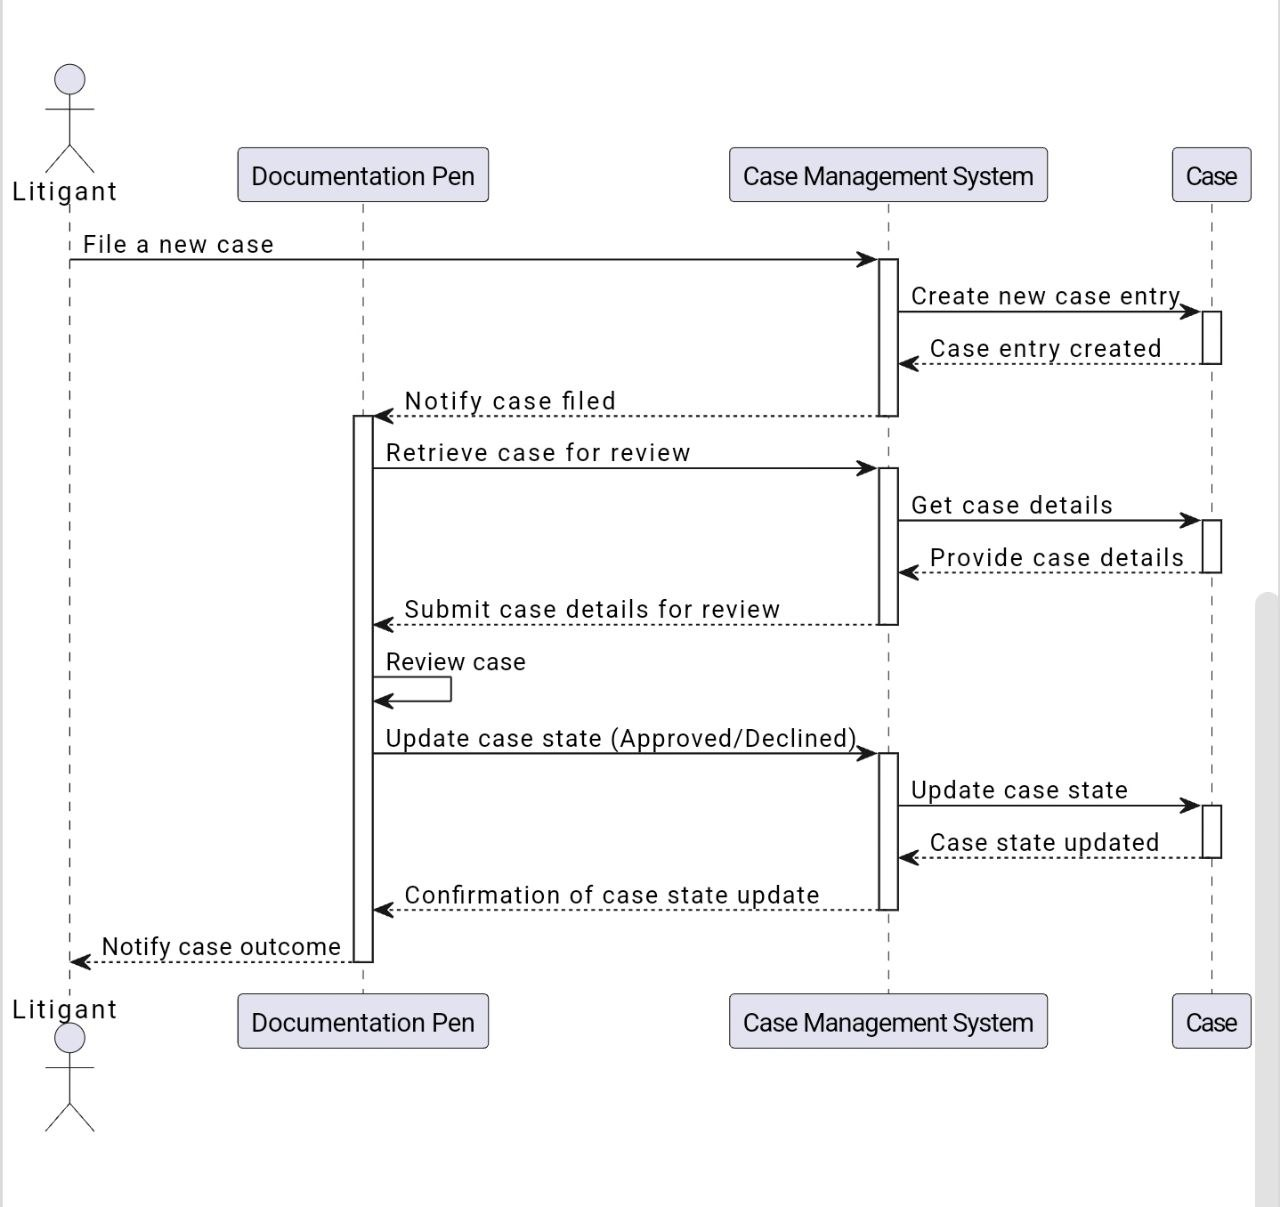 Litigant
Documentation Pen
Case Management System
Case
File a new case
Create new case entry
Case entry created
Notify case filed
Retrieve case for review
Get case details
Provide case details
Submit case details for review
Review case
Update case state (Approved/Declined)
Update case state
Case state updated
Confirmation of case state update
Notify case outcome
Litigant
Documentation Pen
Case Management System
Case